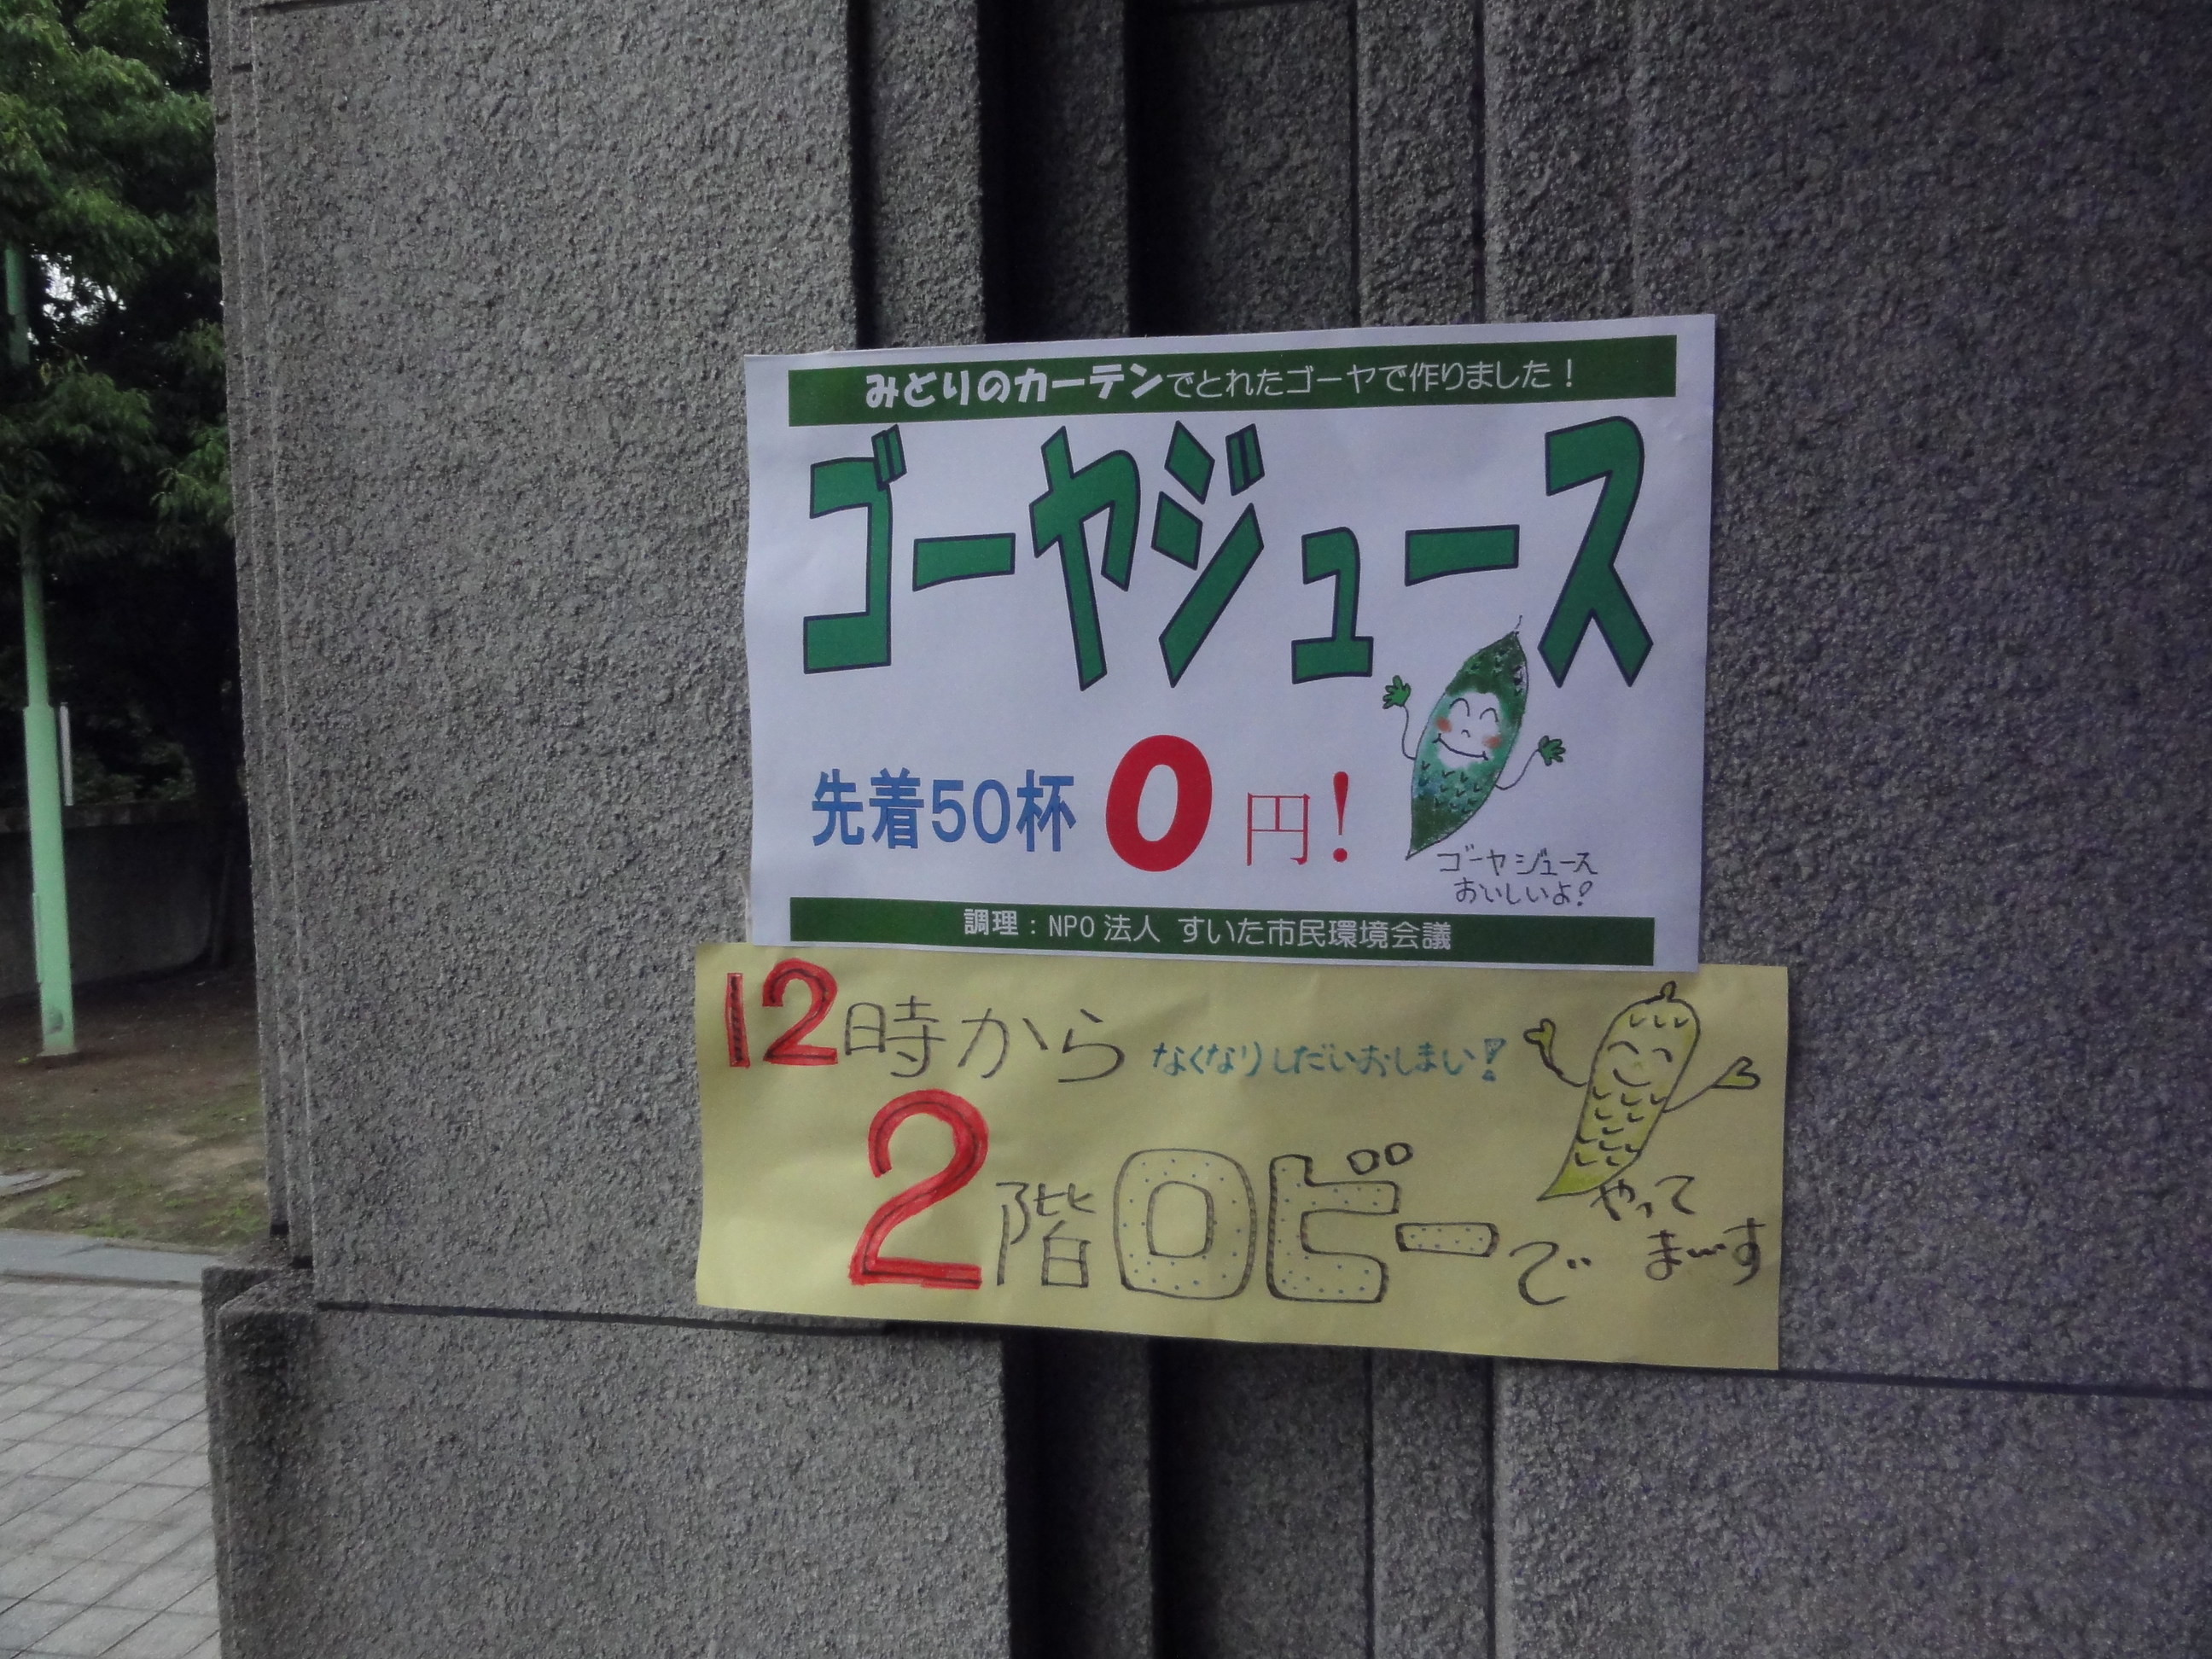 みどりのカーテンでとれたゴーヤで作りました！
ゴーヤジュース
先着50杯 0円!
ゴーヤジュース
おいしいよ!
調理：NPO法人 すいた市民環境会議
12時から なくなりしだいおしまい!
2階ロビーで
やって
ま〜す